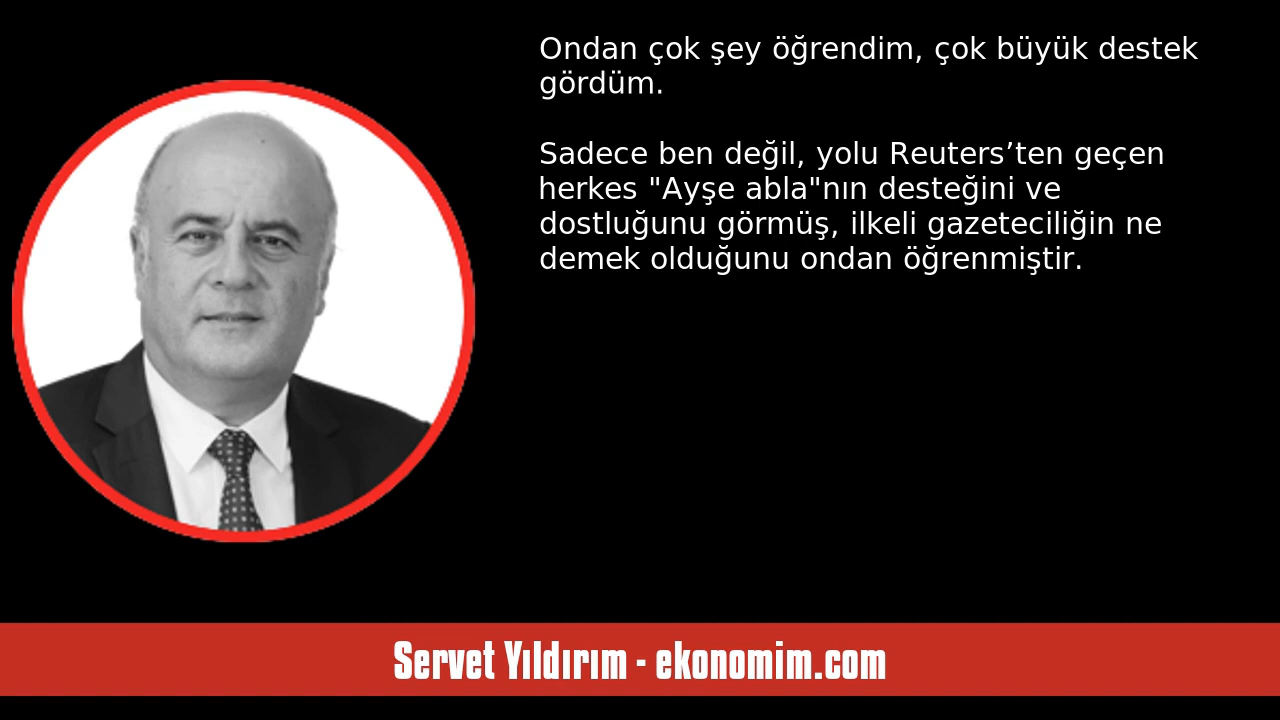 Ondan çok şey öğrendim, çok büyük destek
gördüm.
Sadece ben değil, yolu Reuters’ten geçen
herkes "Ayşe abla"nın desteğini ve
dostluğunu görmüş, ilkeli gazeteciliğin ne
demek olduğunu ondan öğrenmiştir.
Servet Yıldırım - ekonomim.com